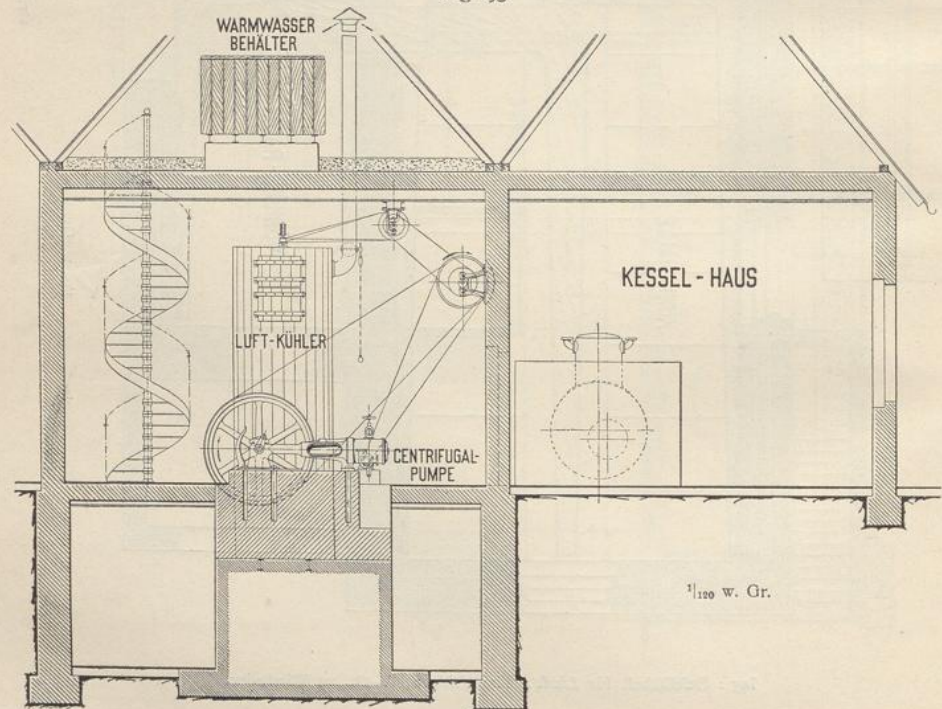 WARMWASSER
BEHÄLTER
LUFT-KÜHLER
KESSEL - HAUS
CENTRIFUGAL-
PUMPE
1/120 w. Gr.